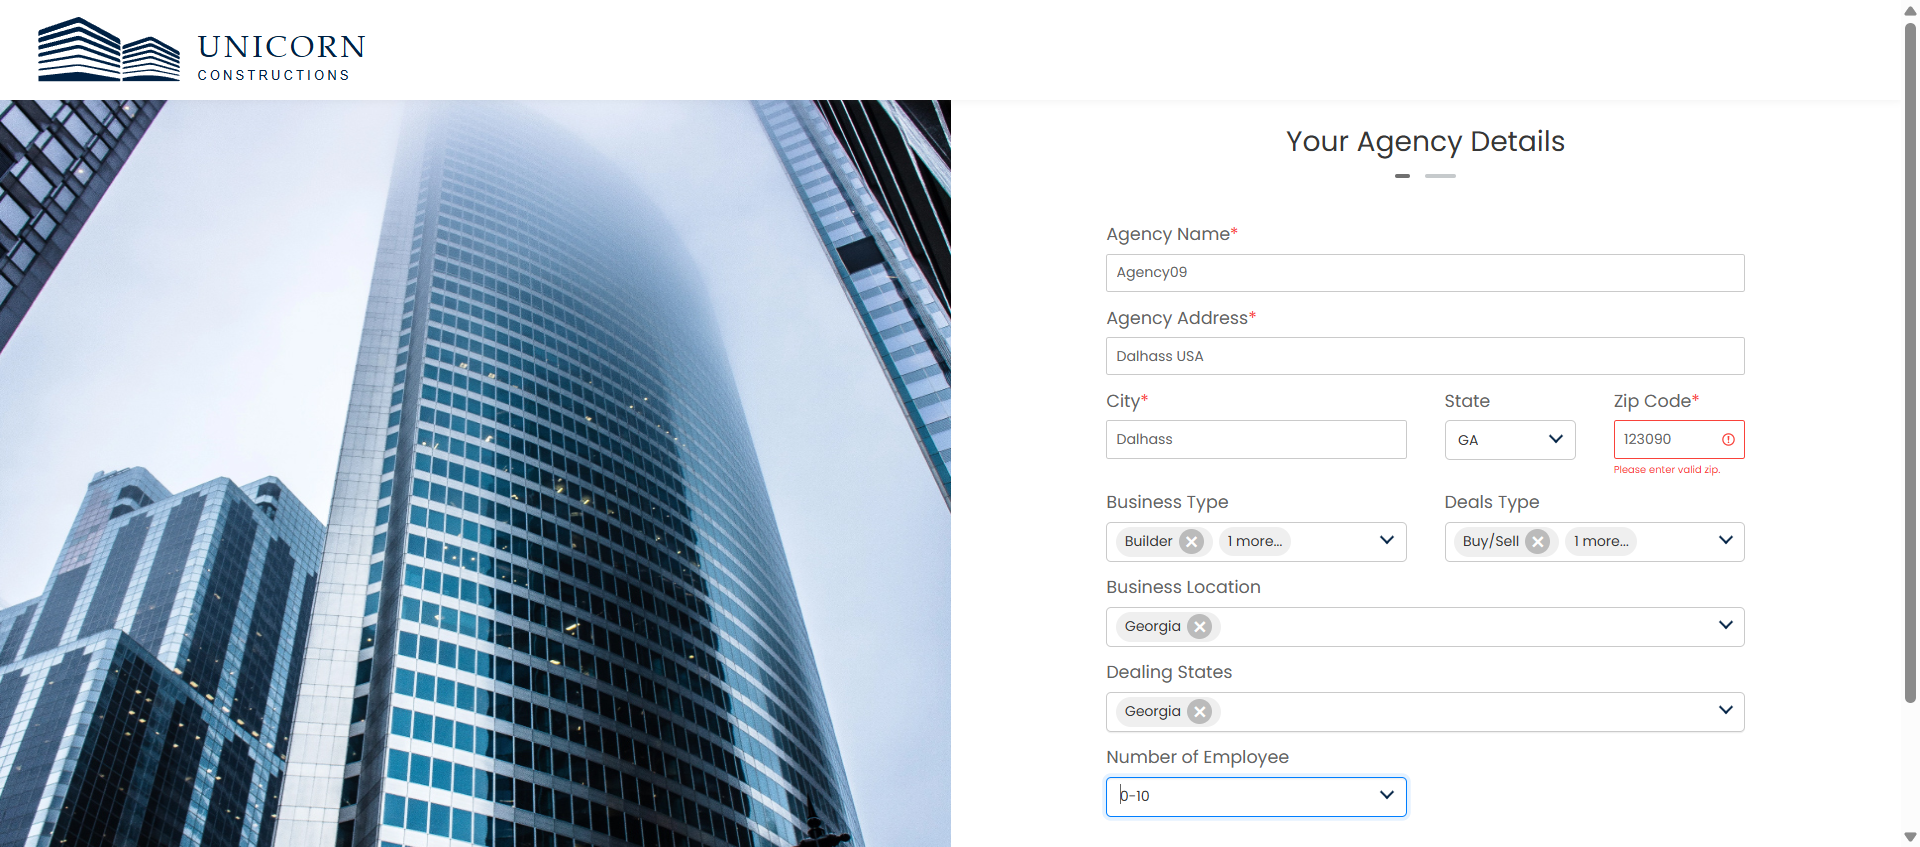 UNICORN
CONSTRUCTIONS
Your Agency Details
Agency Name*
Agency09
Agency Address*
Dalhass USA
City* State Zip Code*
Dalhass GA 123090
Please enter valid zip.
Business Type Deals Type
Builder 1 more... Buy/Sell 1 more...
Business Location
Georgia
Dealing States
Georgia
Number of Employee
0-10